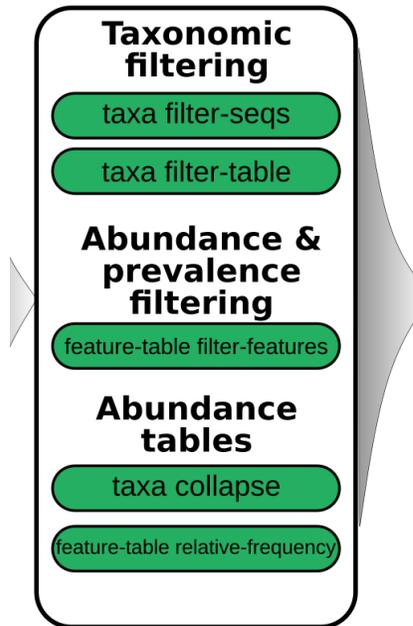 Taxonomic
filtering
taxa filter-seqs
taxa filter-table
Abundance &
prevalence
filtering
feature-table filter-features
Abundance
tables
taxa collapse
feature-table relative-frequency